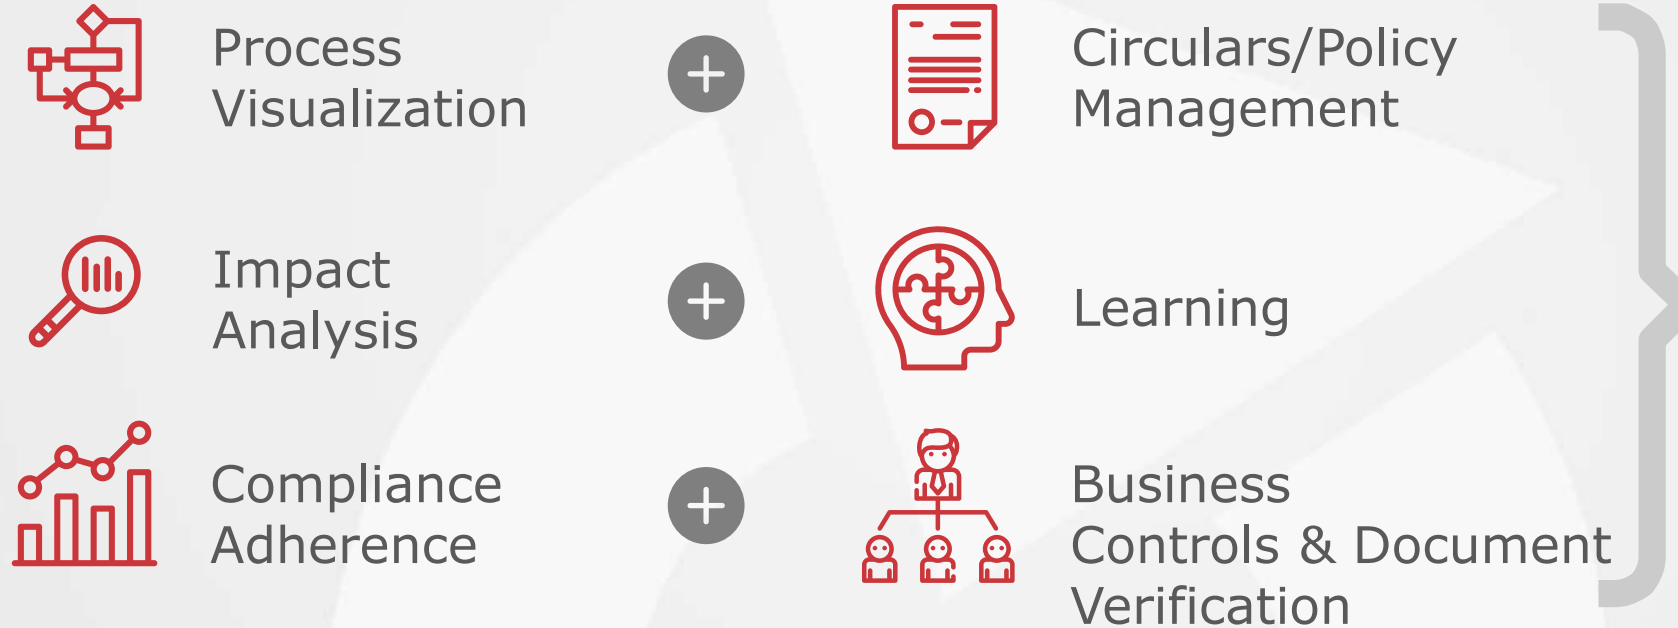 Process
Visualization
Circulars/Policy
Management
Impact
Analysis
Learning
Compliance
Adherence
Business
Controls & Document
Verification